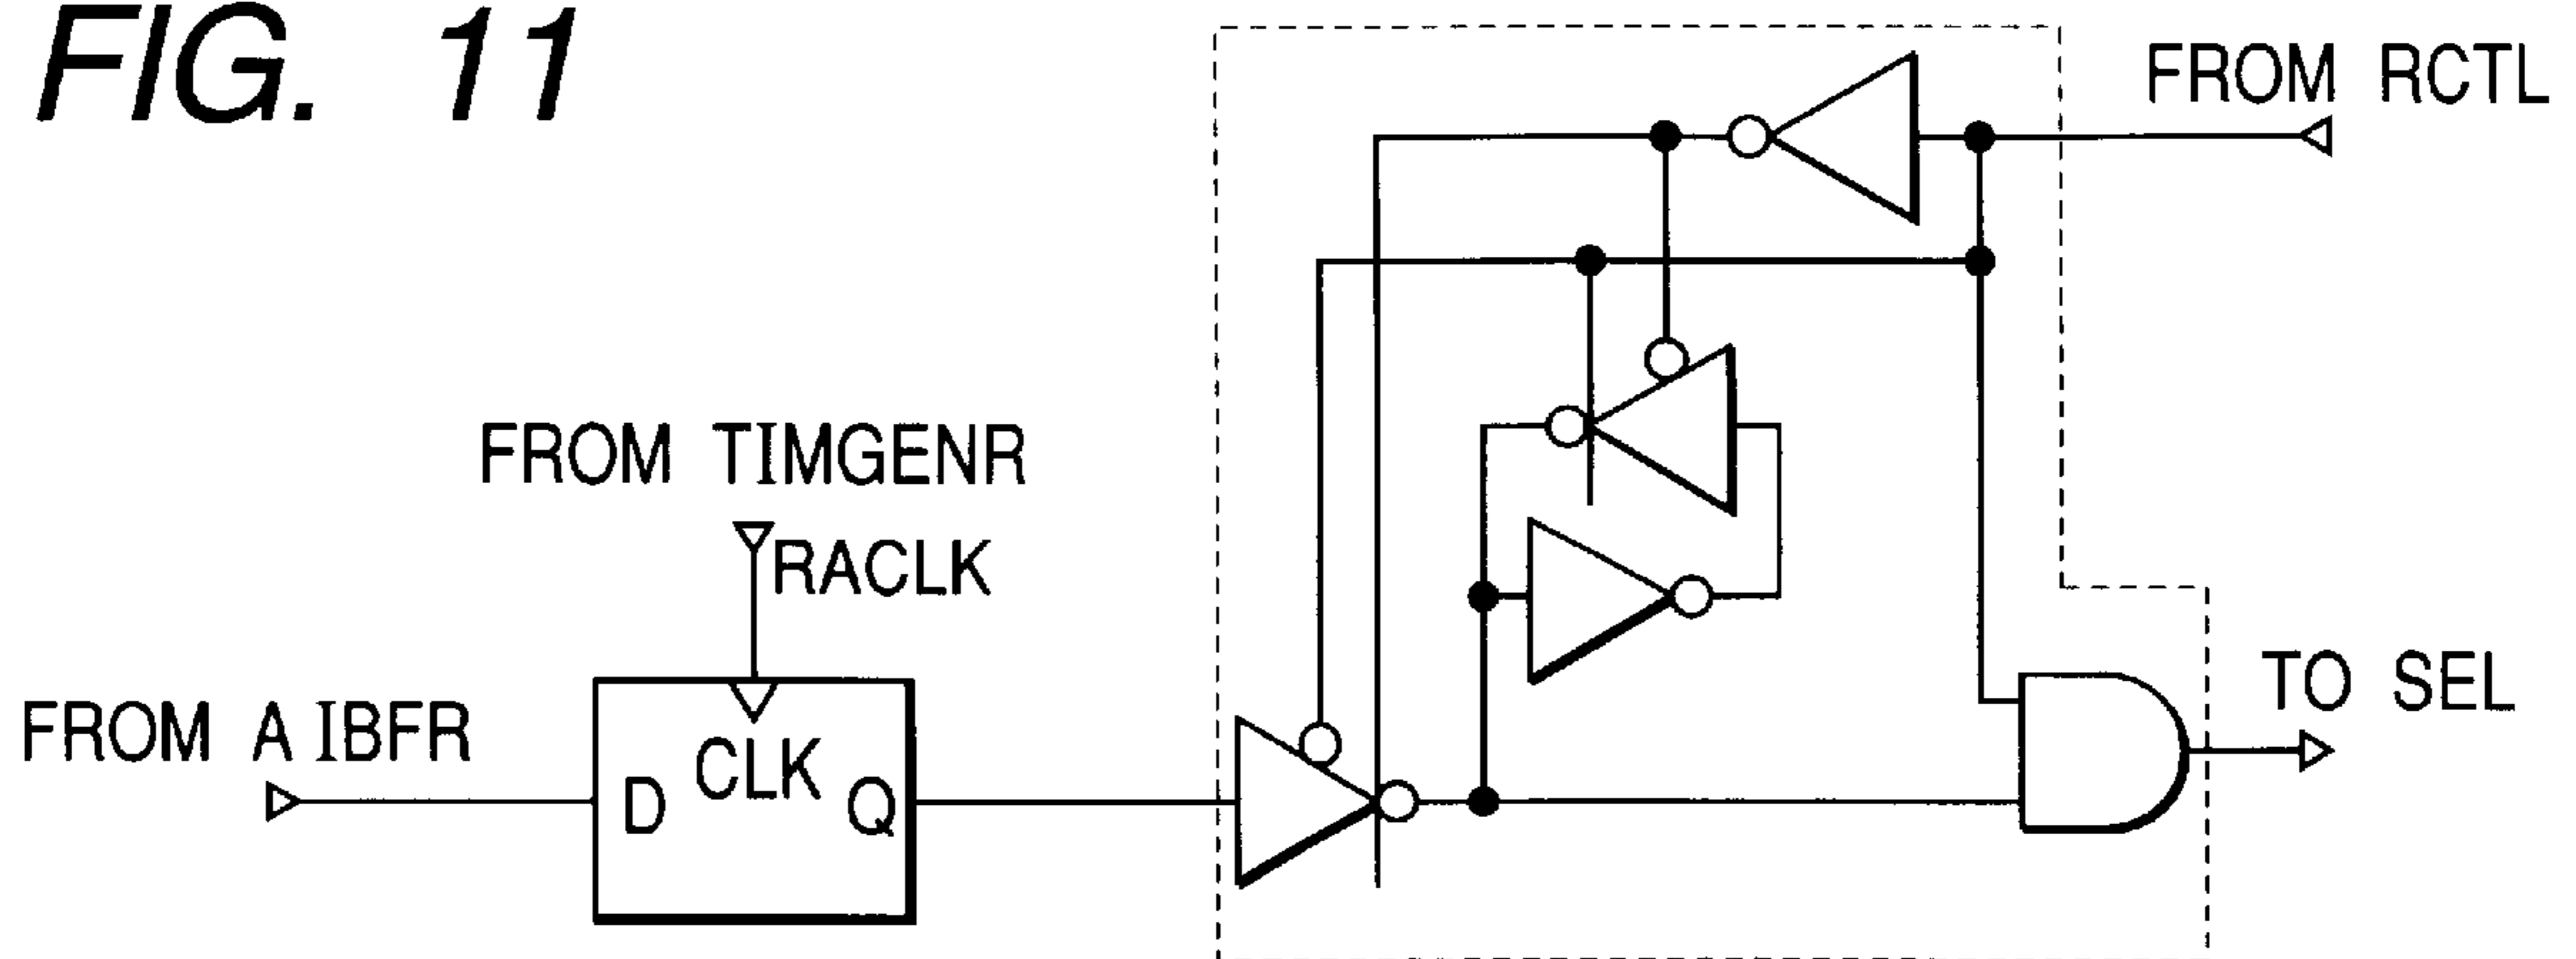 FIG. 11
FROM RCTL
FROM TIMGENR
RACLK
FROM A IBFR
D
CLK
Q
TO SEL